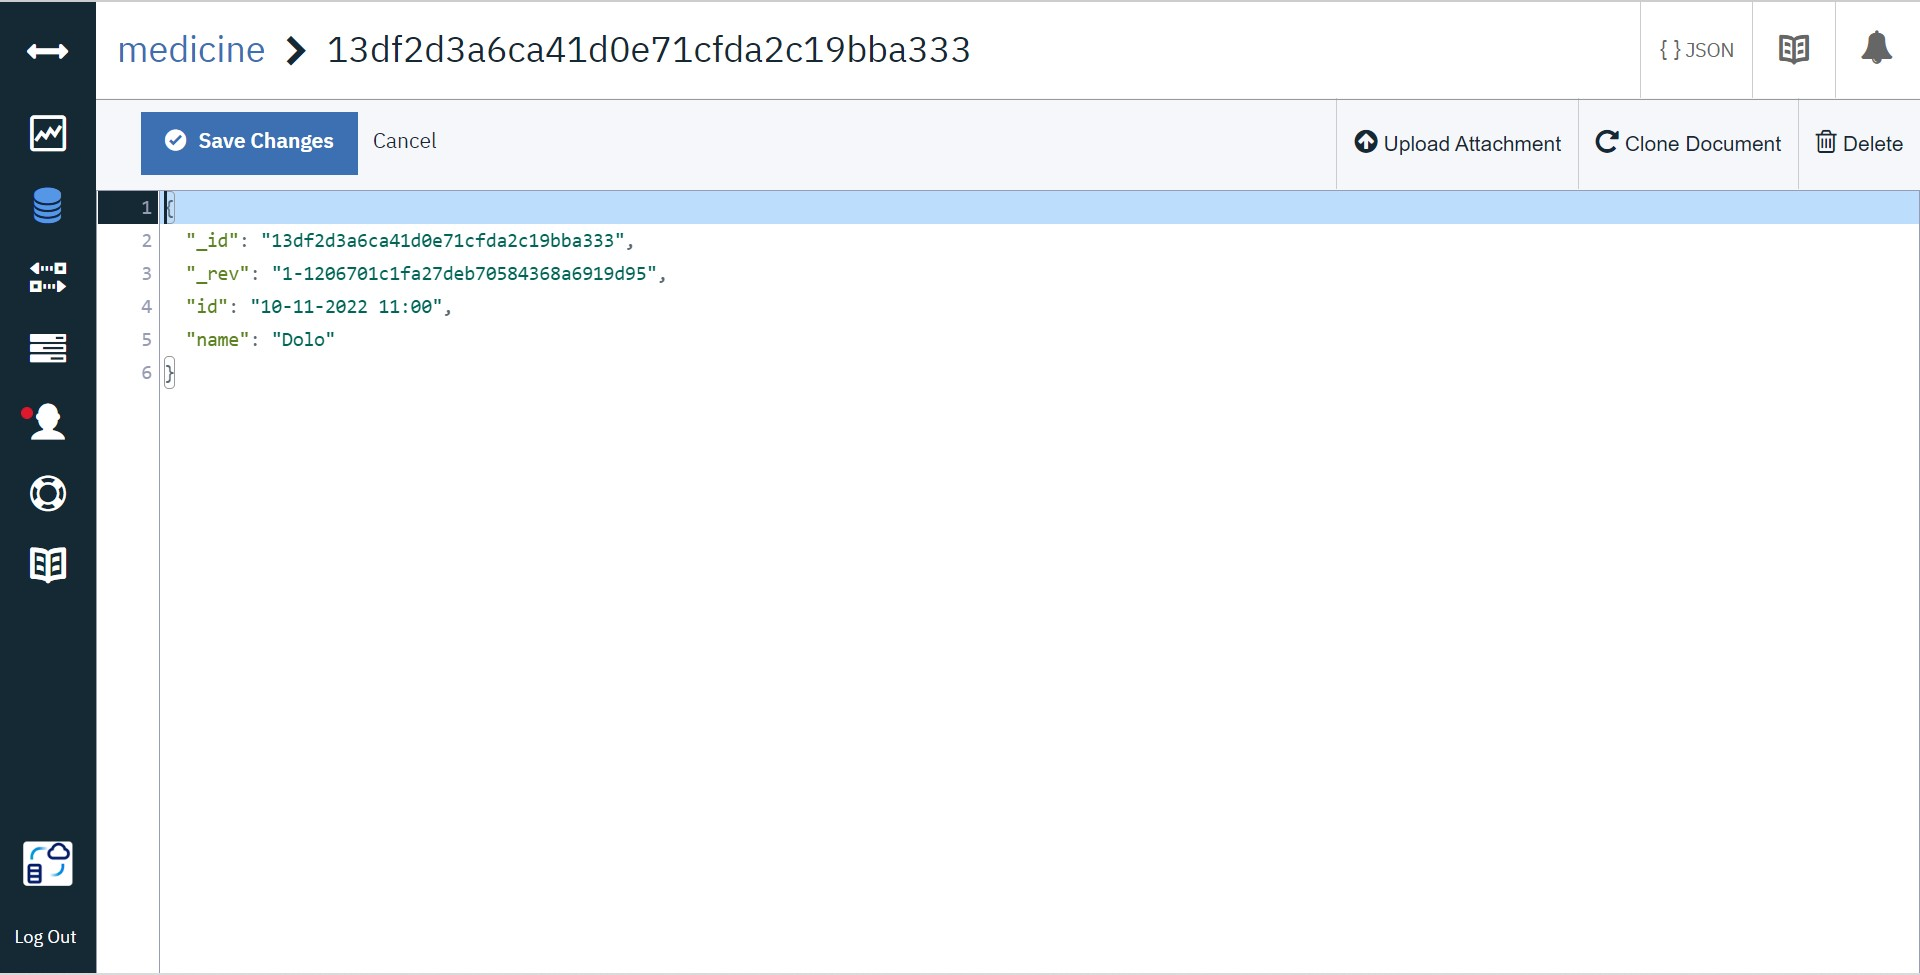 medicine > 13df2d3a6ca41d0e71cfda2c19bba333
{ } JSON
Save Changes
Cancel
Upload Attachment
Clone Document
Delete
1 {
2 "_id": "13df2d3a6ca41d0e71cfda2c19bba333",
3 "_rev": "1-1206701c1fa27deb70584368a6919d95",
4 "id": "10-11-2022 11:00",
5 "name": "Dolo"
6 }
Log Out